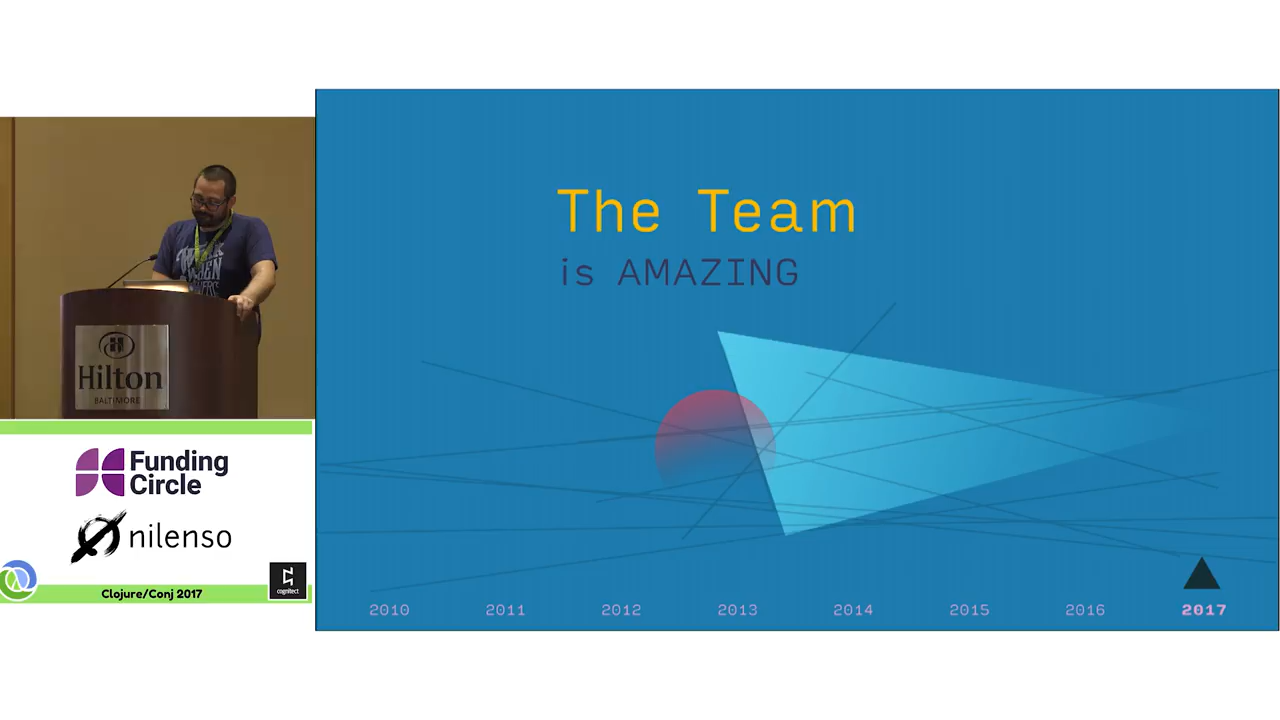 The Team
is AMAZING
2010 2011 2012 2013 2014 2015 2016 2017
H
Hilton
BALTIMORE
Funding
Circle
nilenso
cognitect
Clojure/Conj 2017